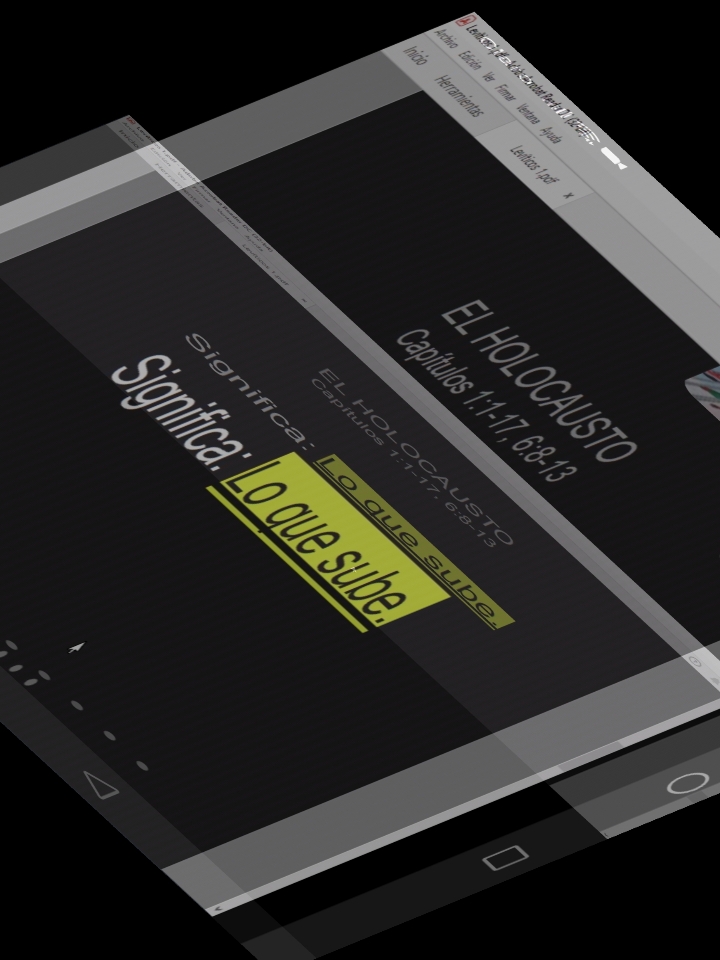 Archivo Edición Ver Firmar Ventana Ayuda
Inicio Herramientas Levíticos 1.pdf x
EL HOLOCAUSTO
Capítulos 1:1-17, 6:8-13
Significa: Lo que sube.
EL HOLOCAUSTO
Capítulos 1:1-17, 6:8-13
Significa: Lo que sube.